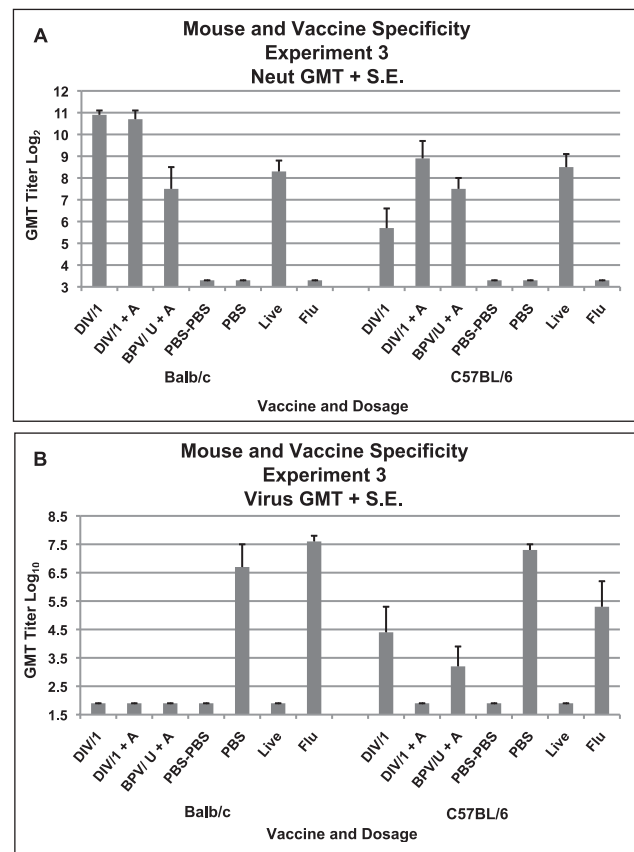 A
Mouse and Vaccine Specificity
Experiment 3
Neut GMT + S.E.
GMT Titer Log2
12
11
10
9
8
7
6
5
4
3
DIV/1
DIV/1 + A
BPV/ U + A
PBS-PBS
PBS
Live
Flu
DIV/1
DIV/1 + A
BPV/U + A
PBS-PBS
PBS
Live
Flu
Balb/c
C57BL/6
Vaccine and Dosage
B
Mouse and Vaccine Specificity
Experiment 3
Virus GMT + S.E.
GMT Titer Log10
8.5
7.5
6.5
5.5
4.5
3.5
2.5
1.5
DIV/1
DIV/1 + A
BPV/ U + A
PBS-PBS
PBS
Live
Flu
DIV/1
DIV/1 + A
BPV/U + A
PBS-PBS
PBS
Live
Flu
Balb/c
C57BL/6
Vaccine and Dosage